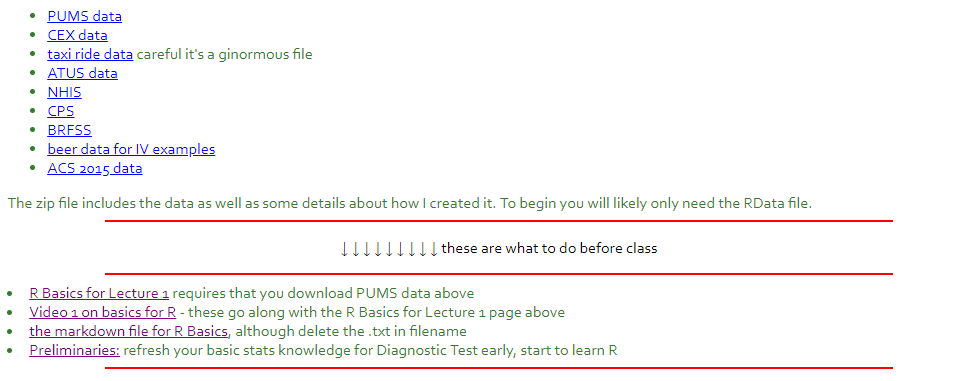 PUMS data
CEX data
taxi ride data careful it's a ginormous file
ATUS data
NHIS
CPS
BRFSS
beer data for IV examples
ACS 2015 data
The zip file includes the data as well as some details about how I created it. To begin you will likely only need the RData file.
↓↓↓↓↓↓↓↓↓ these are what to do before class
R Basics for Lecture 1 requires that you download PUMS data above
Video 1 on basics for R - these go along with the R Basics for Lecture 1 page above
the markdown file for R Basics, although delete the .txt in filename
Preliminaries: refresh your basic stats knowledge for Diagnostic Test early, start to learn R